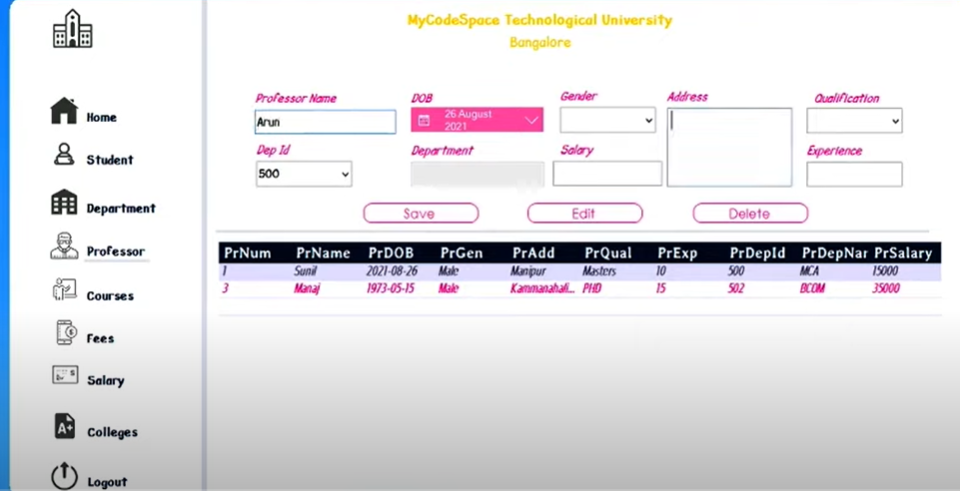 MyCodeSpace Technological University
Bangalore
Home
Student
Department
Professor
Courses
Fees
Salary
Colleges
Logout
Professor Name DOB Gender Address Qualification
Arun 26 August
2021
Dep Id Department Salary Experience
500
Save Edit Delete
PrNum PrName PrDOB PrGen PrAdd PrQual PrExp PrDepId PrDepNar PrSalary
1 Sunil 2021-08-26 Male Manipur Masters 10 500 MCA 15000
3 Manaj 1973-05-15 Male Kammanahali... PHD 15 502 BCOM 35000